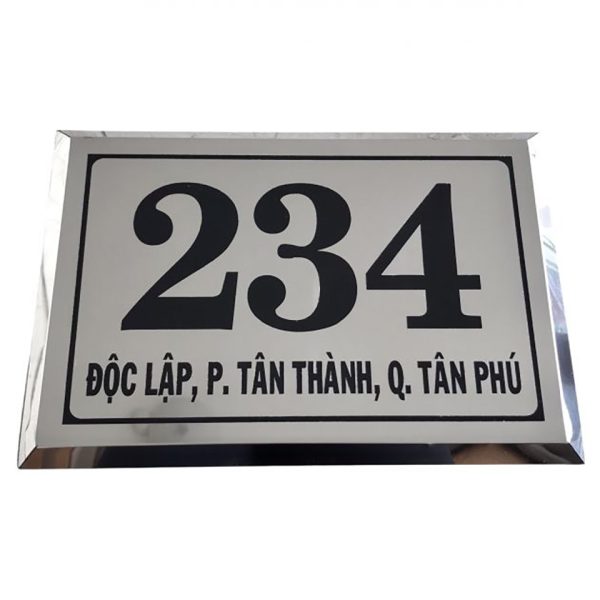 234
ĐỘC LẬP, P. TÂN THÀNH, Q. TÂN PHÚ